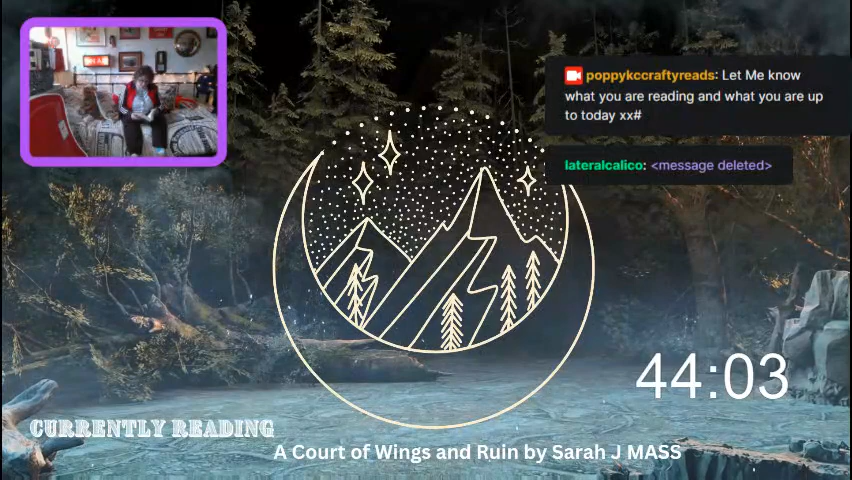 poppykccraftyreads: Let Me know
what you are reading and what you are up
to today xx#
lateralcalico: <message deleted>
44:03
CURRENTLY READING
A Court of Wings and Ruin by Sarah J MASS